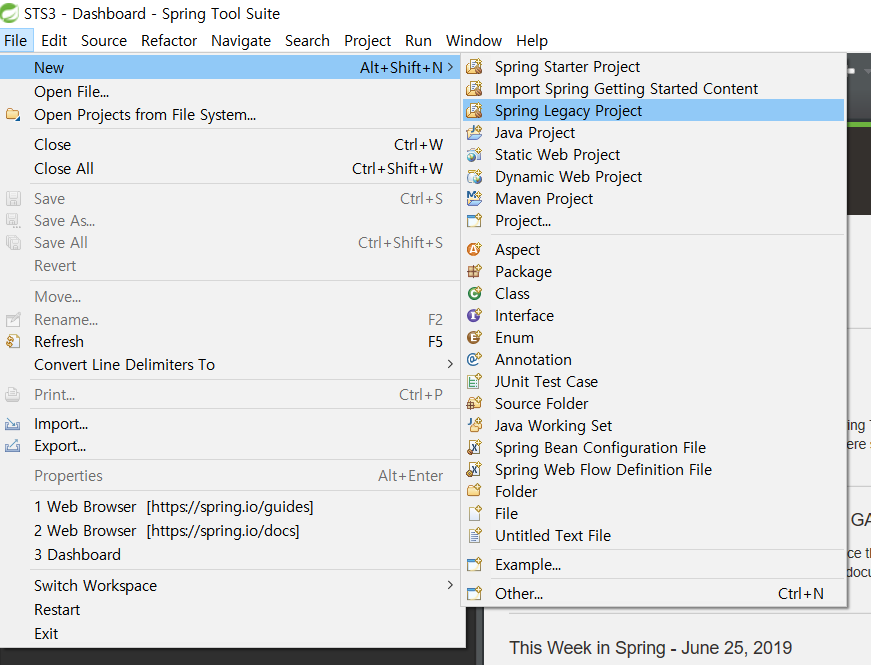 STS3 - Dashboard - Spring Tool Suite
File Edit Source Refactor Navigate Search Project Run Window Help
New Alt+Shift+N >
Open File...
Open Projects from File System...
Close Ctrl+W
Close All Ctrl+Shift+W
Save Ctrl+S
Save As...
Save All Ctrl+Shift+S
Revert
Move...
Rename... F2
Refresh F5
Convert Line Delimiters To >
Print... Ctrl+P
Import...
Export...
Properties Alt+Enter
1 Web Browser [https://spring.io/guides]
2 Web Browser [https://spring.io/docs]
3 Dashboard
Switch Workspace >
Restart
Exit
Spring Starter Project
Import Spring Getting Started Content
Spring Legacy Project
Java Project
Static Web Project
Dynamic Web Project
Maven Project
Project...
Aspect
Package
Class
Interface
Enum
Annotation
JUnit Test Case
Source Folder
Java Working Set
Spring Bean Configuration File
Spring Web Flow Definition File
Folder
File
Untitled Text File
Example...
Other... Ctrl+N
ing
ere
GA
ce
docu
This Week in Spring - June 25, 2019